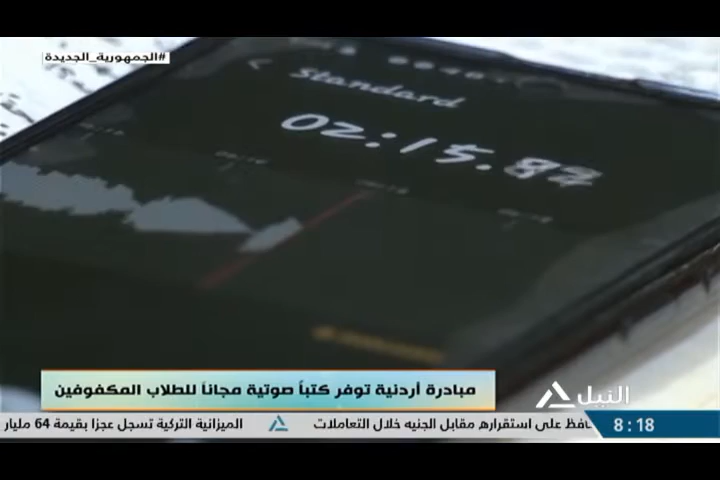 #الجمهورية_الجديدة
Standard
02:15.82
مبادرة أردنية توفر كتباً صوتية مجاناً للطلاب المكفوفين
النيل
على استقراره مقابل الجنيه خلال التعاملات
الميزانية التركية تسجل عجزا بقيمة 64 مليار
8:18